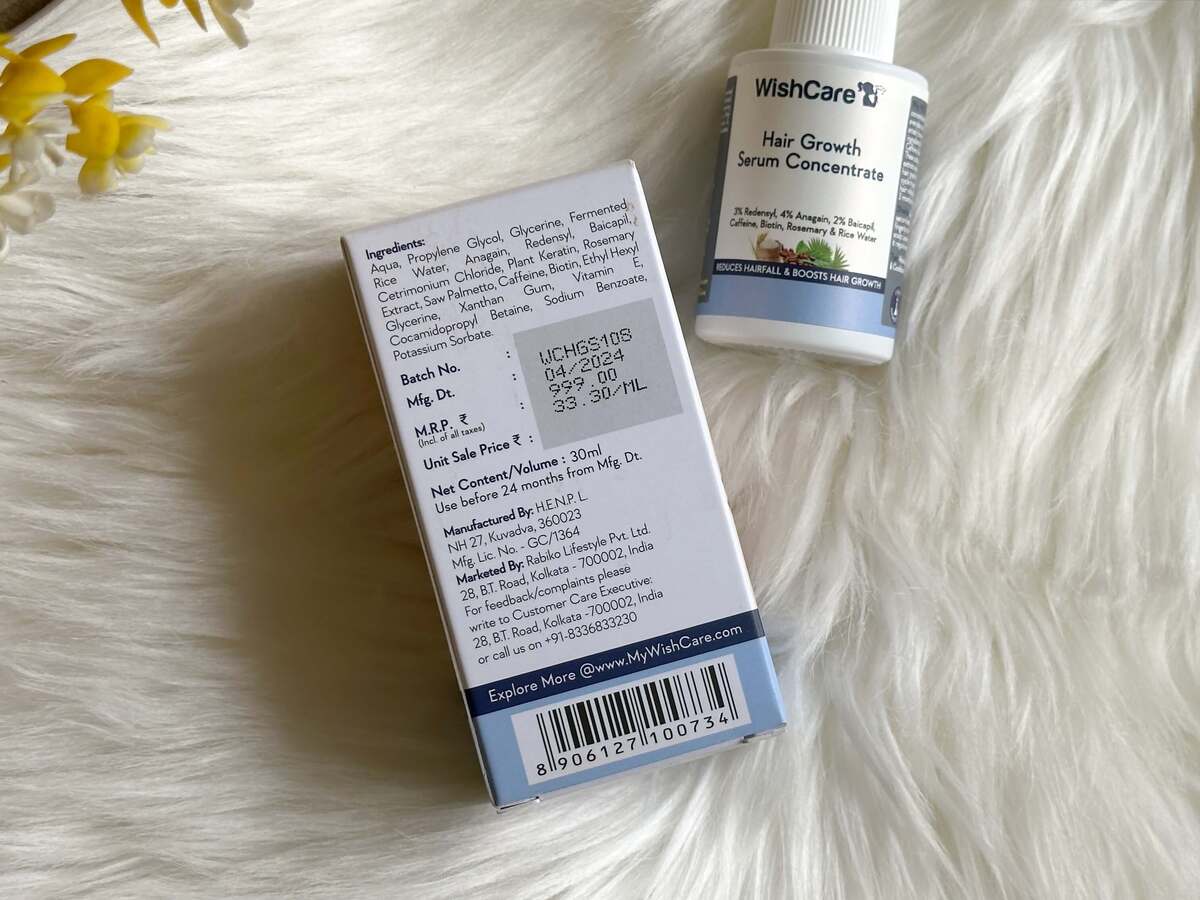 Ingredients:
Aqua, Propylene Glycol, Glycerine, Fermented
Rice Water, Anagain, Redensyl, Baicapil,
Cetrimonium Chloride, Plant Keratin, Rosemary
Extract, Saw Palmetto, Caffeine, Biotin, Ethyl Hexyl
Glycerine, Xanthan Gum, Vitamin E,
Cocamidopropyl Betaine, Sodium Benzoate,
Potassium Sorbate.
Batch No. : WCHGS108
Mfg. Dt. : 04/2024
M.R.P. ₹ : 999.00
(Incl. of all taxes)
Unit Sale Price ₹ : 33.30/ML
Net Content/Volume : 30ml
Use before 24 months from Mfg. Dt.
Manufactured By: H.E.N.P. L.
NH 27, Kuvadva, 360023
Mfg. Lic. No. - GC/1364
Marketed By: Rabiko Lifestyle Pvt. Ltd.
28, B.T. Road, Kolkata - 700002, India
For feedback/complaints please
write to Customer Care Executive:
28, B.T. Road, Kolkata -700002, India
or call us on +91-8336833230
Explore More @www.MyWishCare.com
8 906127 100734
WishCare
Hair Growth
Serum Concentrate
3% Redensyl, 4% Anagain, 2% Baicapil,
Caffeine, Biotin, Rosemary & Rice Water
REDUCES HAIRFALL & BOOSTS HAIR GROWTH